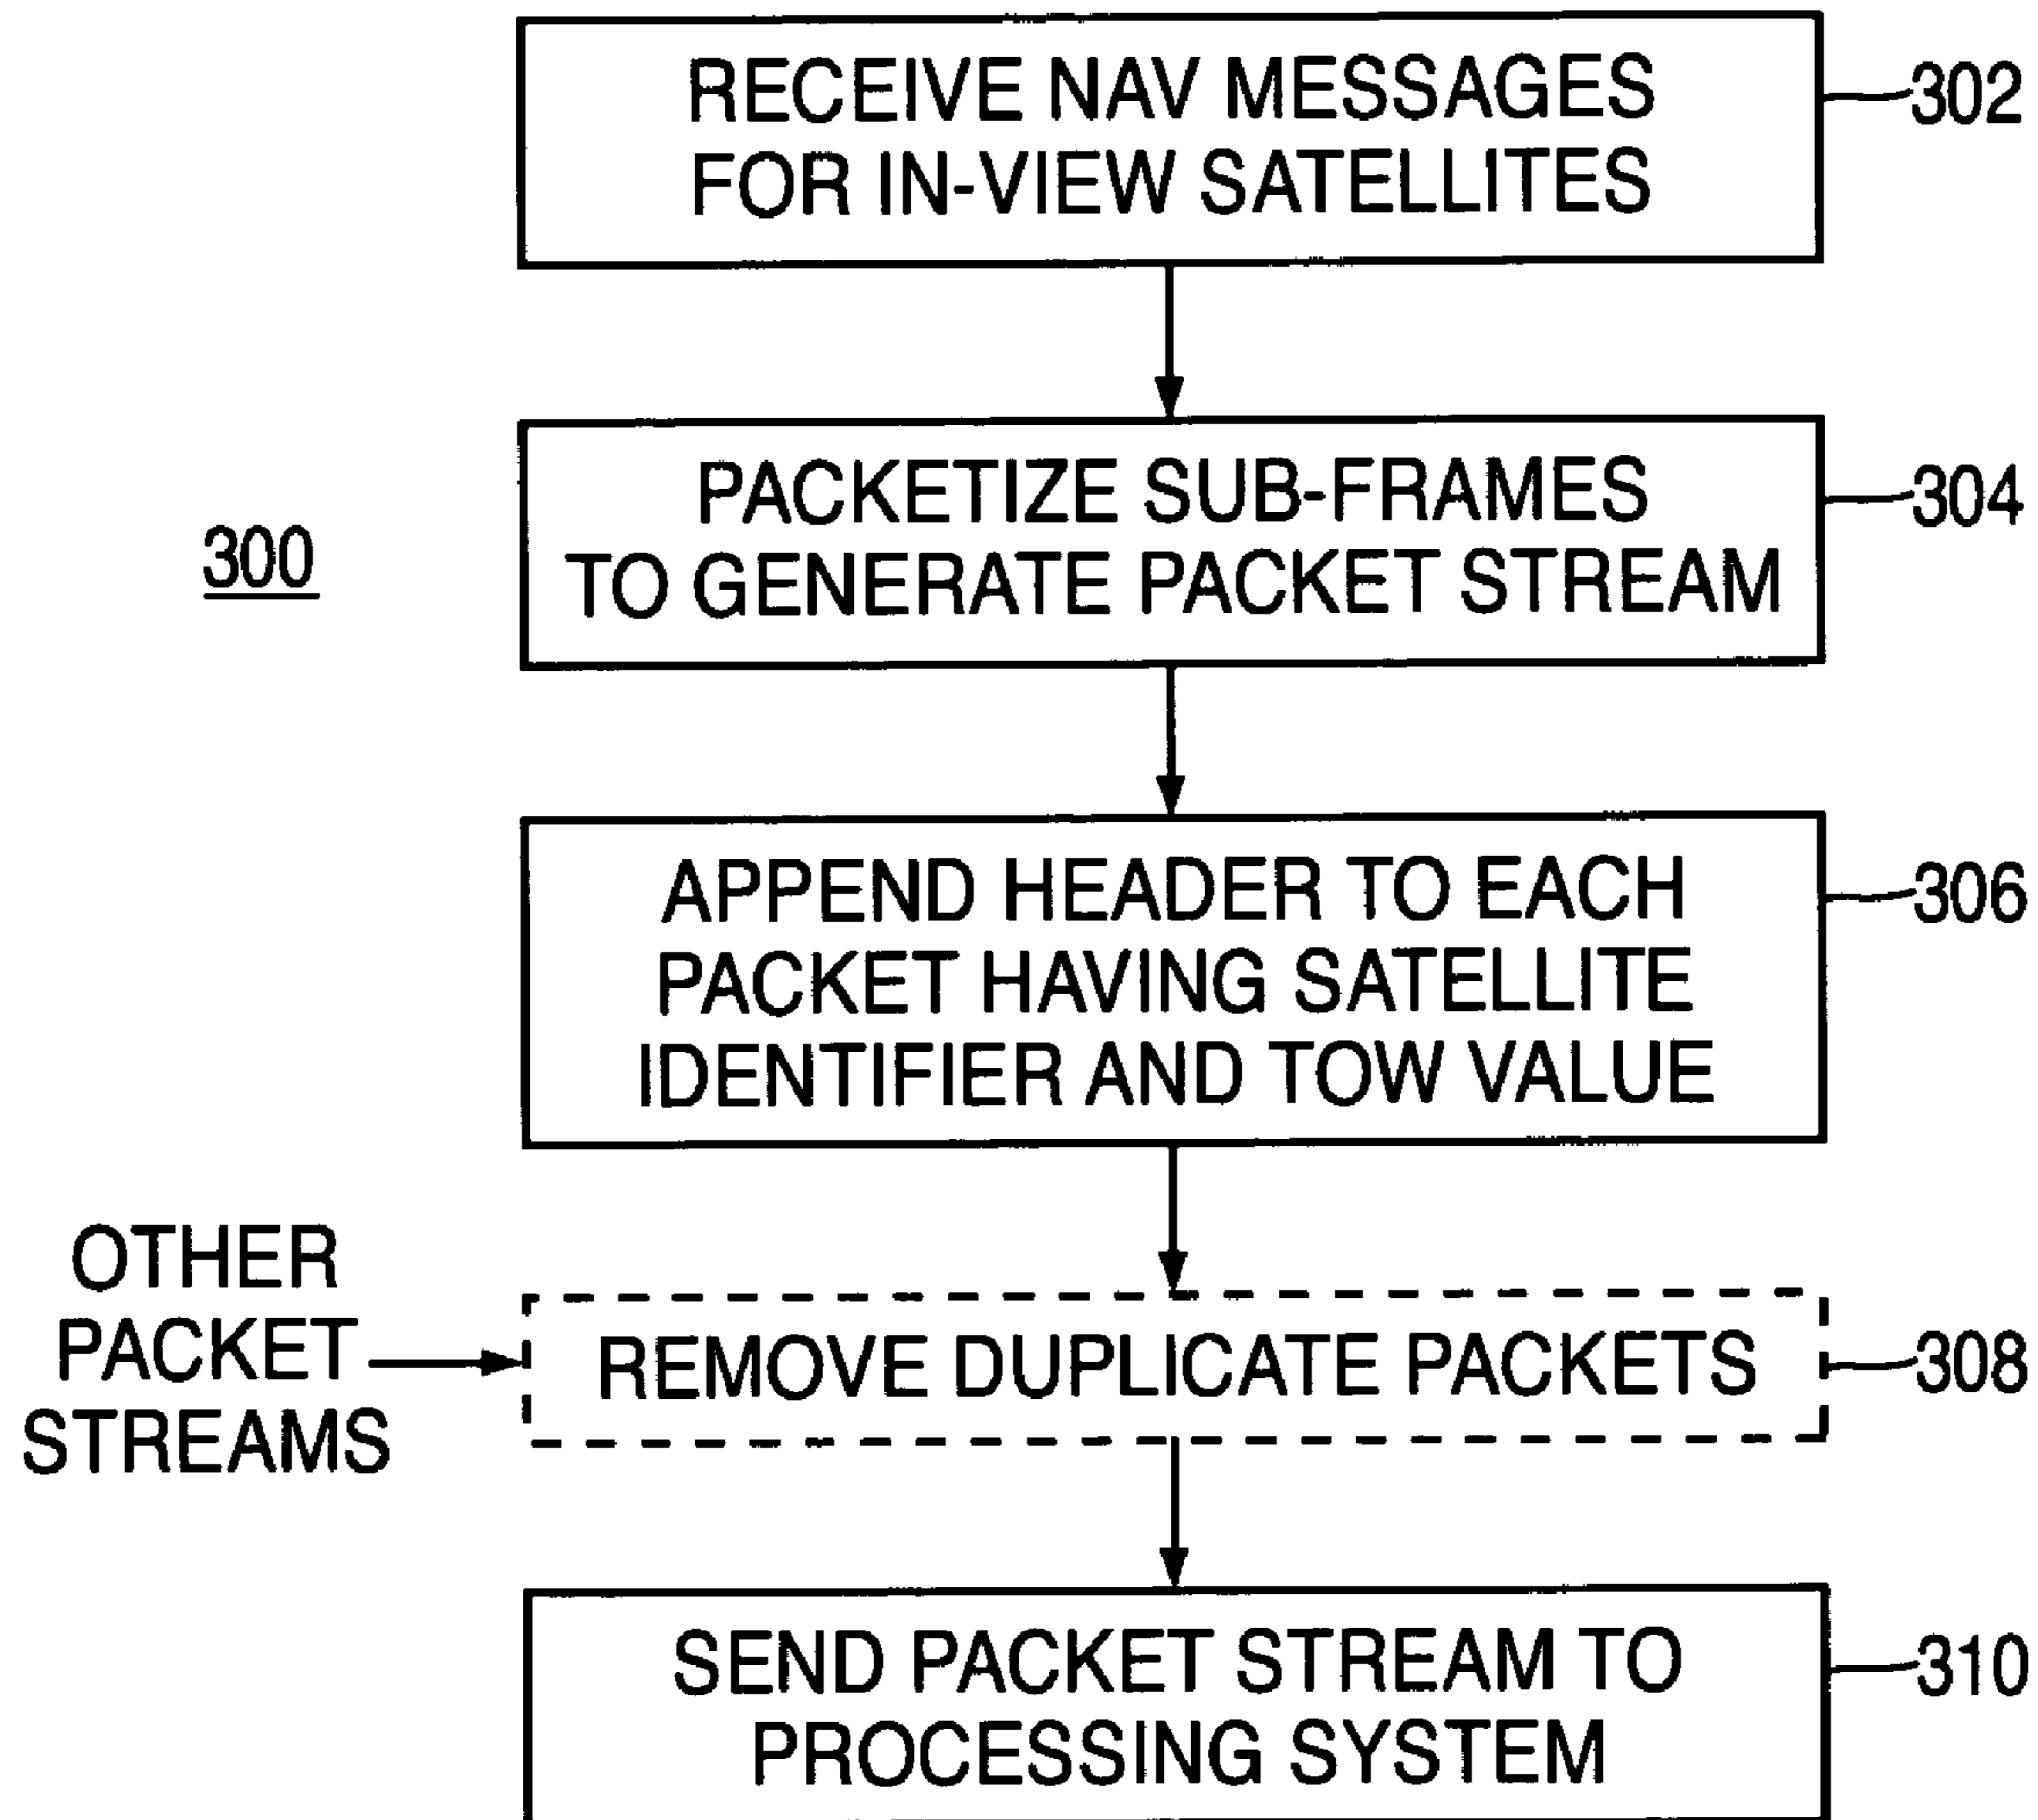 RECEIVE NAV MESSAGES
FOR IN-VIEW SATELLITES
302
PACKETIZE SUB-FRAMES
TO GENERATE PACKET STREAM
304
300
APPEND HEADER TO EACH
PACKET HAVING SATELLITE
IDENTIFIER AND TOW VALUE
306
OTHER
PACKET
STREAMS
REMOVE DUPLICATE PACKETS
308
SEND PACKET STREAM TO
PROCESSING SYSTEM
310